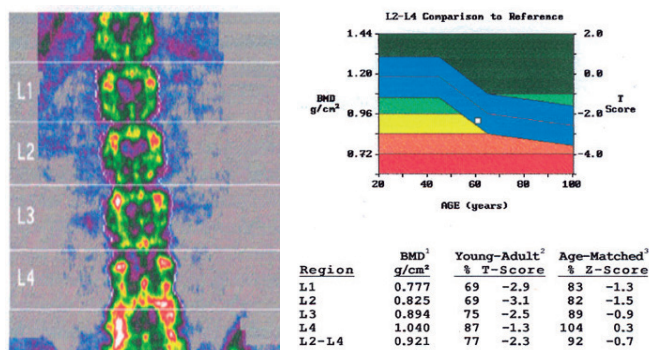 L1
L2
L3
L4
L2-L4 Comparison to Reference
1.44
1.20
BMD
g/cm²
0.96
0.72
2.0
0.0
T
-2.0
Score
-4.0
20 40 60 80 100
AGE (years)
BMD¹ Young-Adult² Age-Matched³
Region g/cm² % T-Score % Z-Score
L1 0.777 69 -2.9 83 -1.3
L2 0.825 69 -3.1 82 -1.5
L3 0.894 75 -2.5 89 -0.9
L4 1.040 87 -1.3 104 0.3
L2-L4 0.921 77 -2.3 92 -0.7